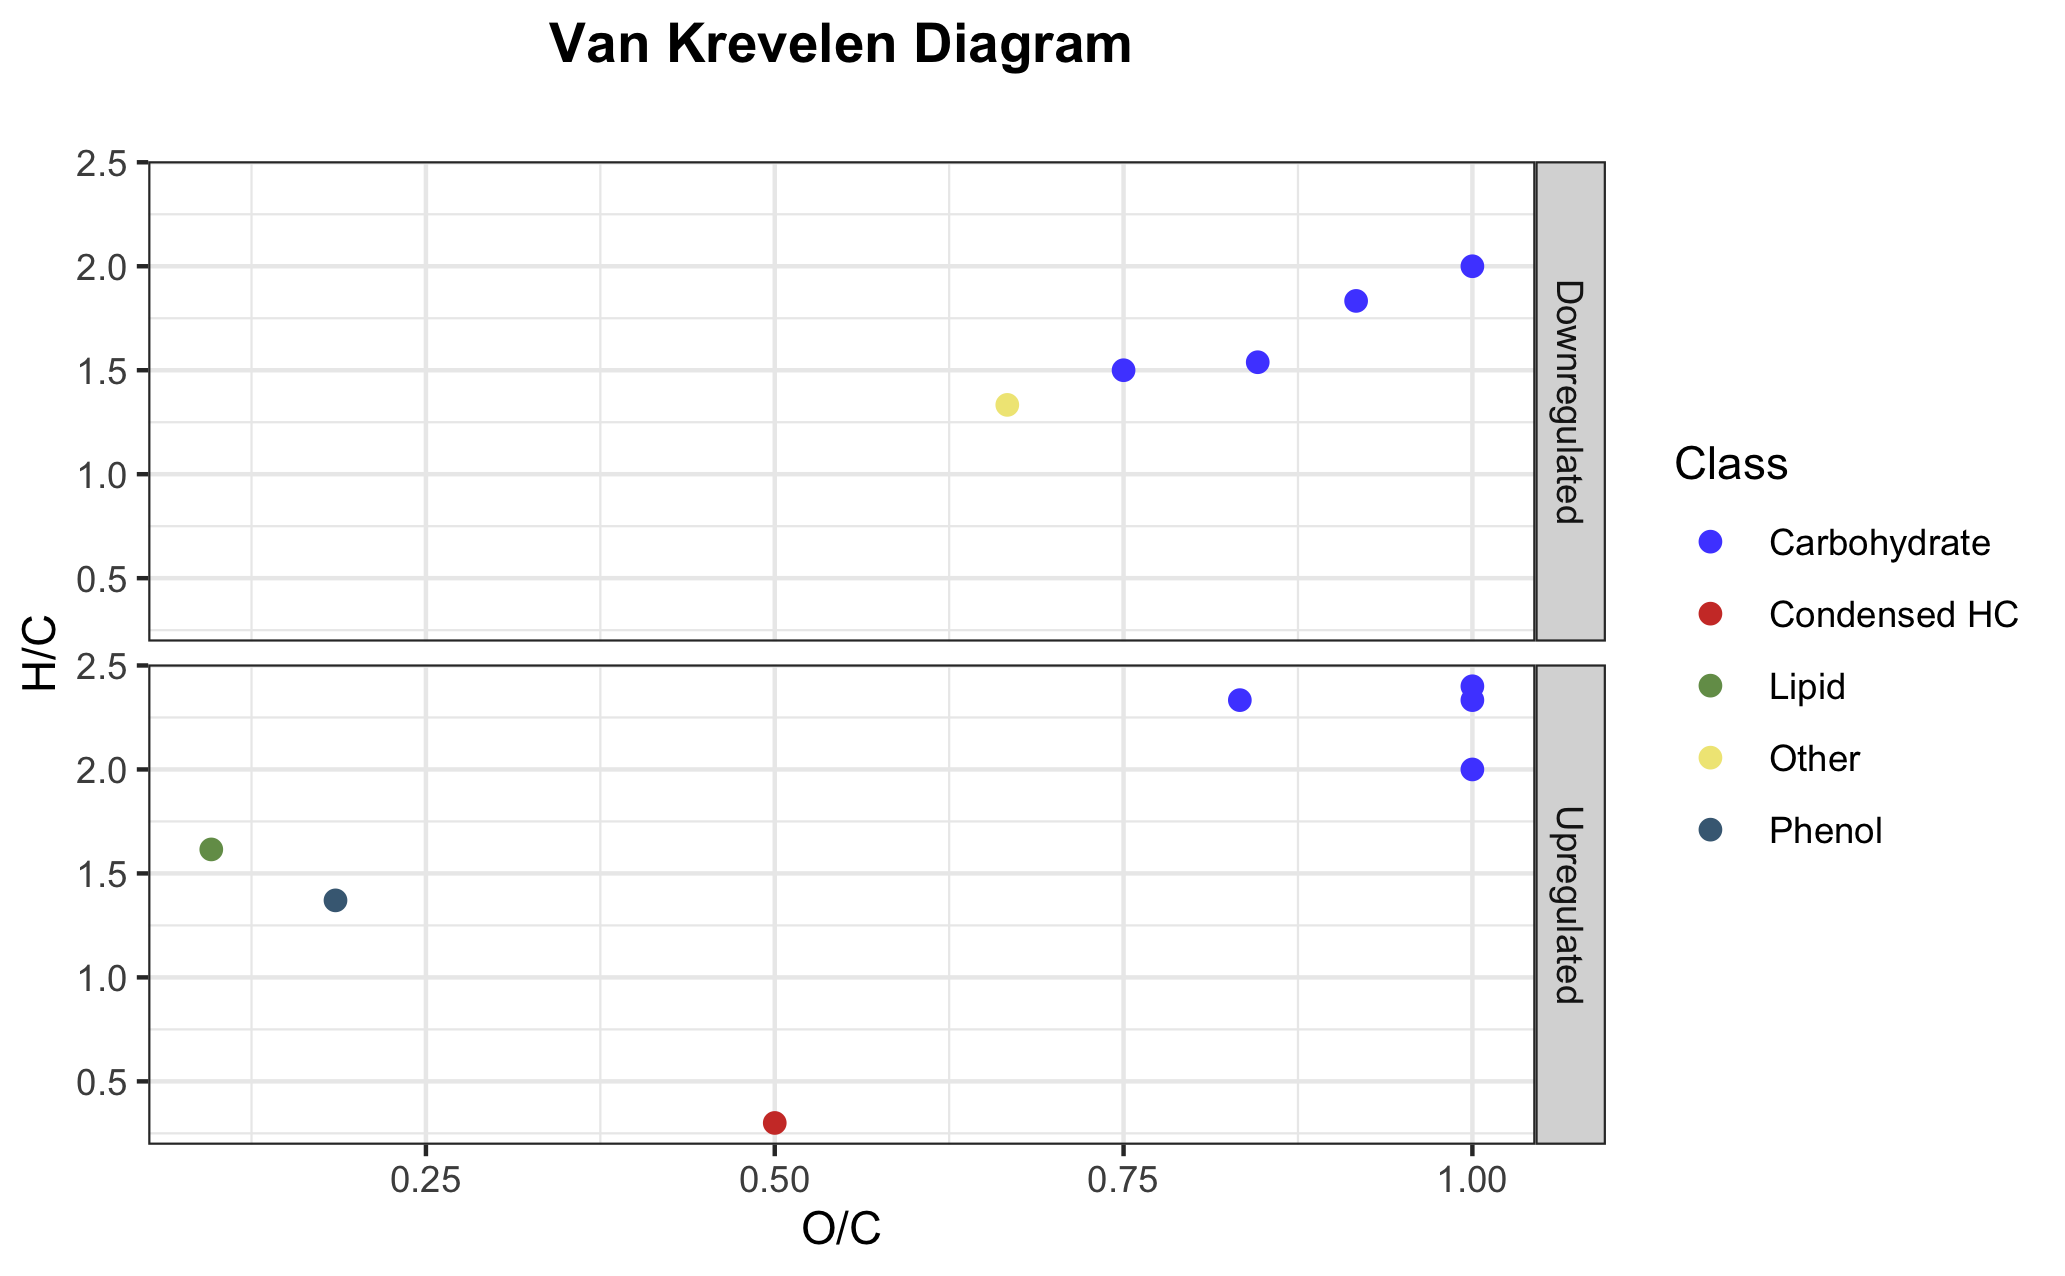 Van Krevelen Diagram
2.5
2.0
1.5
1.0
0.5
Downregulated
H/C
2.5
2.0
1.5
1.0
0.5
Upregulated
0.25
0.50
0.75
1.00
O/C
Class
Carbohydrate
Condensed HC
Lipid
Other
Phenol